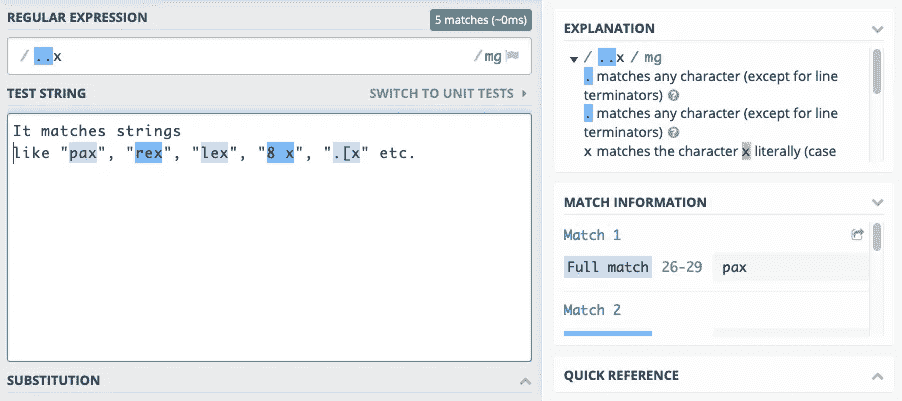 REGULAR EXPRESSION
5 matches (~0ms)
/ ..x / mg
TEST STRING
SWITCH TO UNIT TESTS
It matches strings
like "pax", "rex", "lex", "8 x", ".[x" etc.
SUBSTITUTION
EXPLANATION
/ ..x / mg
. matches any character (except for line
terminators)
. matches any character (except for line
terminators)
x matches the character x literally (case
MATCH INFORMATION
Match 1
Full match 26-29 pax
Match 2
QUICK REFERENCE